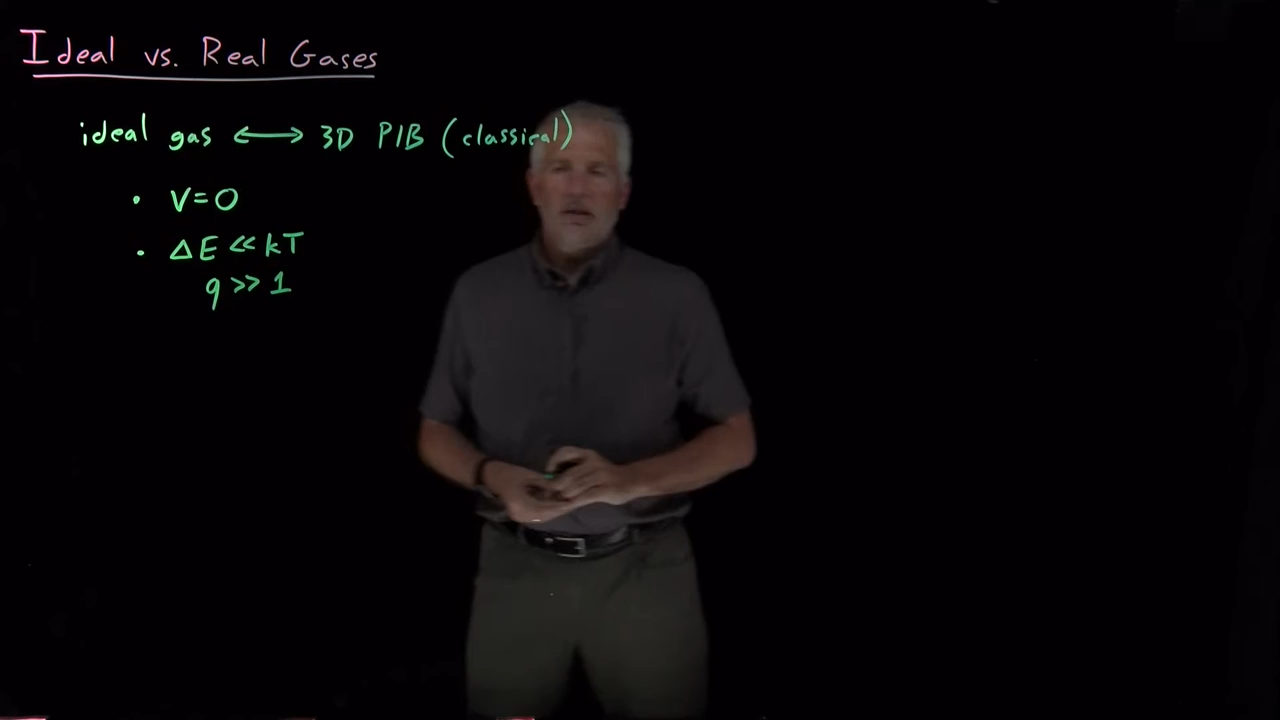 Ideal vs. Real Gases
ideal gas ⟷ 3D PIB (classical)
• V=0
• ΔE << kT
q >> 1